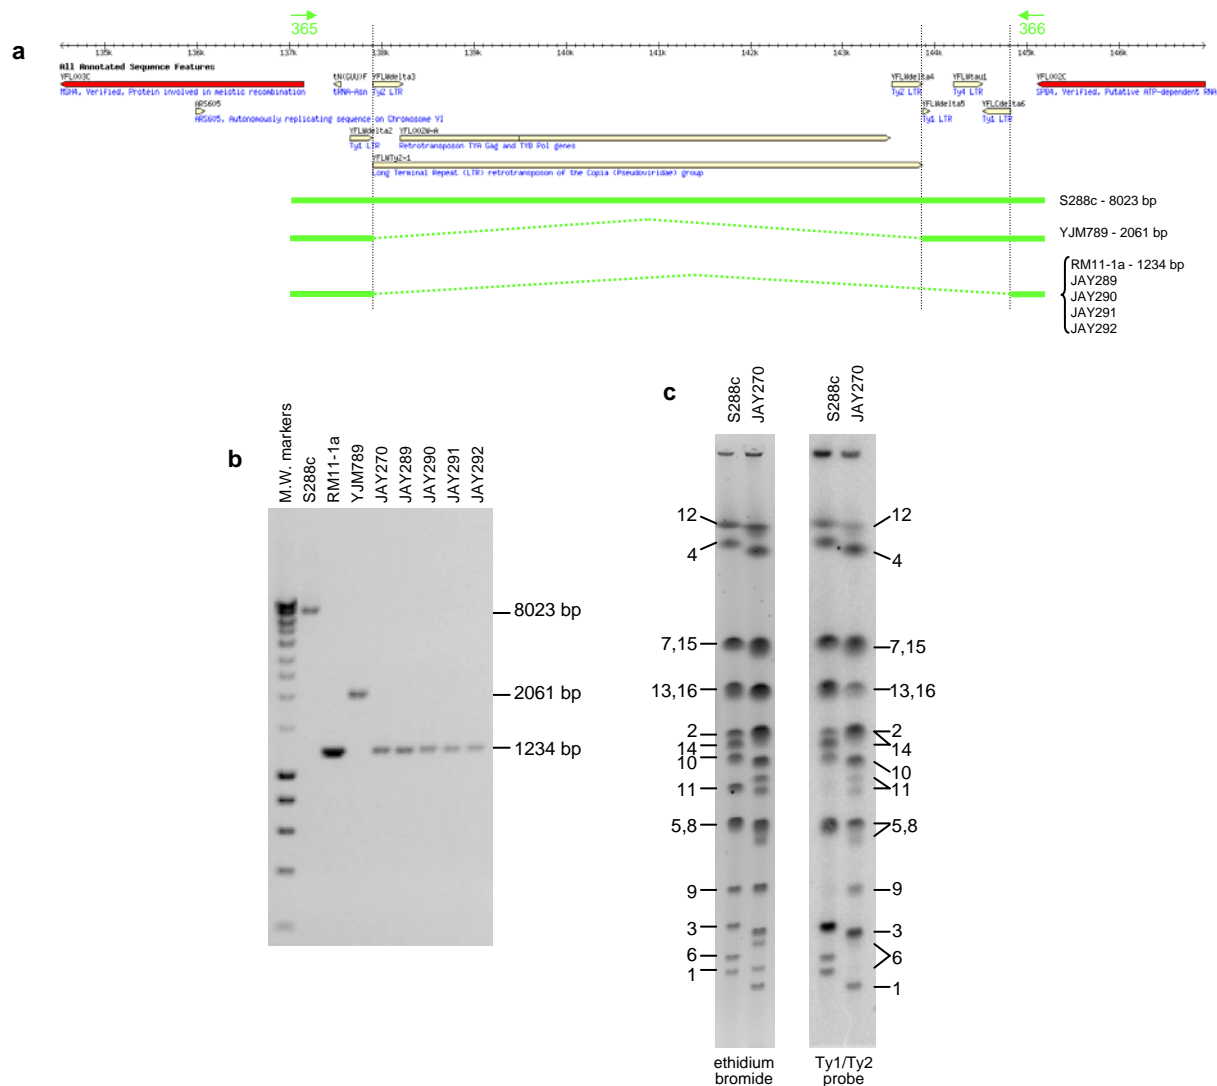 365
366
a
135k 136k 137k 138k 139k 140k 141k 142k 143k 144k 145k 146k
All Annotated Sequence Features
YFL003C
MSH4, Verified, Protein involved in meiotic recombination
tN(GUU)F
tRNA-Asn
YFLWdelta3
Ty2 LTR
YFLWdelta4
Ty2 LTR
YFLWtau1
Ty4 LTR
YFL002C
SPB4, Verified, Putative ATP-dependent RNA
ARS605
ARS605, Autonomously replicating sequence on Chromosome VI
YFLWdelta5
Ty1 LTR
YFLCdelta6
Ty1 LTR
YFLWdelta2
Ty1 LTR
YFL002W-A
Retrotransposon TYA Gag and TYB Pol genes
YFLWTy2-1
Long Terminal Repeat (LTR) retrotransposon of the Copia (Pseudoviridae) group
S288c - 8023 bp
YJM789 - 2061 bp
RM11-1a - 1234 bp
JAY289
JAY290
JAY291
JAY292
b
M.W. markers
S288c
RM11-1a
YJM789
JAY270
JAY289
JAY290
JAY291
JAY292
8023 bp
2061 bp
1234 bp
c
S288c
JAY270
S288c
JAY270
12
4
7,15
13,16
2
14
10
11
5,8
9
3
6
1
12
4
7,15
13,16
2
14
10
11
5,8
9
3
6
1
ethidium
bromide
Ty1/Ty2
probe